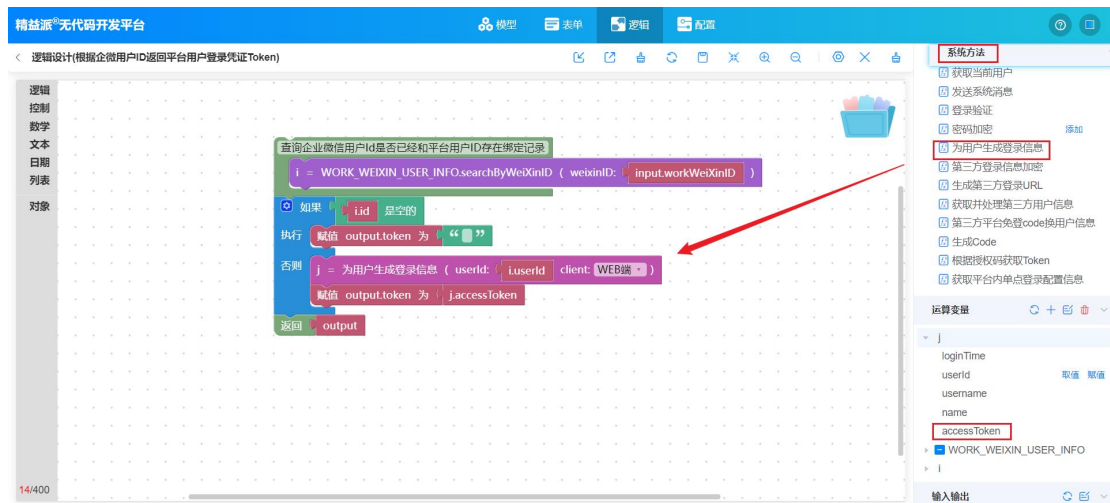 精益派®无代码开发平台
模型
表单
逻辑
配置
逻辑设计(根据企微用户ID返回平台用户登录凭证Token)
逻辑
控制
数学
文本
日期
列表
对象
查询企业微信用户Id是否已经和平台用户ID存在绑定记录
i = WORK_WEIXIN_USER_INFO.searchByWeiXinID ( weixinID: input.workWeiXinID )
如果 i.id 是空的
执行 赋值 output.token 为 “ ”
否则 j = 为用户生成登录信息 ( userId: i.userId client: WEB端 )
赋值 output.token 为 j.accessToken
返回 output
14/400
系统方法
获取当前用户
发送系统消息
登录验证
密码加密 添加
为用户生成登录信息
第三方登录信息加密
生成第三方登录URL
获取并处理第三方用户信息
第三方平台免登code换用户信息
生成Code
根据授权码获取Token
获取平台内单点登录配置信息
运算变量
j
loginTime
userId 取值 赋值
username
name
accessToken
WORK_WEIXIN_USER_INFO
i
输入输出